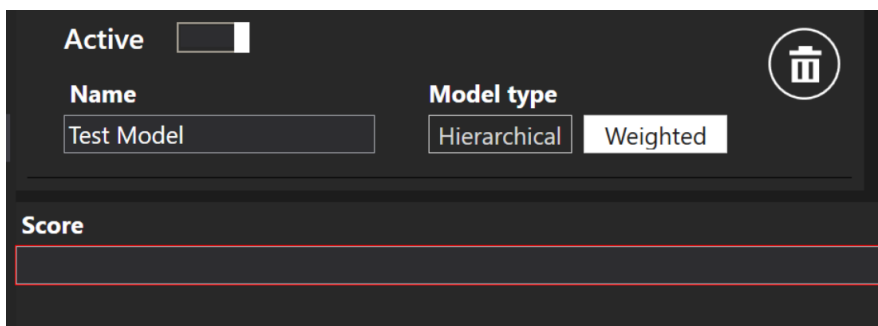 Active
Name
Model type
Test Model
Hierarchical
Weighted
Score